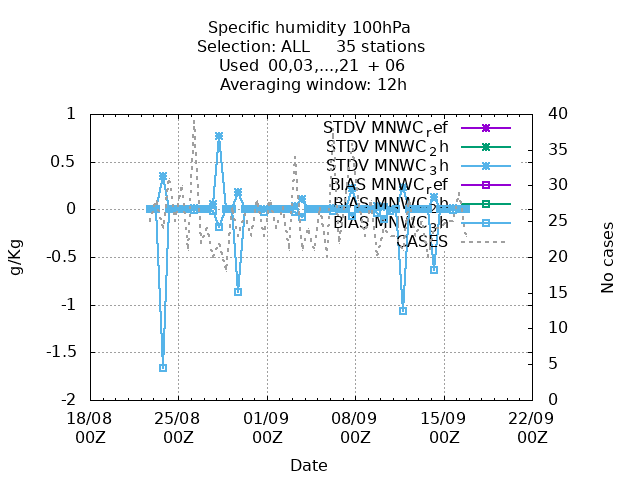 Specific humidity 100hPa
Selection: ALL 35 stations
Used 00,03,...,21 + 06
Averaging window: 12h
1
0.5
0
-0.5
-1
-1.5
-2
g/Kg
40
35
30
25
20
15
10
5
0
No cases
STDV MNWC_ref
STDV MNWC_2h
STDV MNWC_3h
BIAS MNWC_ref
BIAS MNWC_2h
BIAS MNWC_3h
CASES
18/08 25/08 01/09 08/09 15/09 22/09
00Z 00Z 00Z 00Z 00Z 00Z
Date